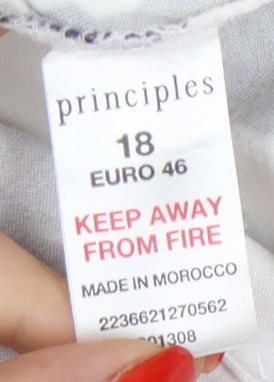 principles
18
EURO 46
KEEP AWAY
FROM FIRE
MADE IN MOROCCO
2236621270562